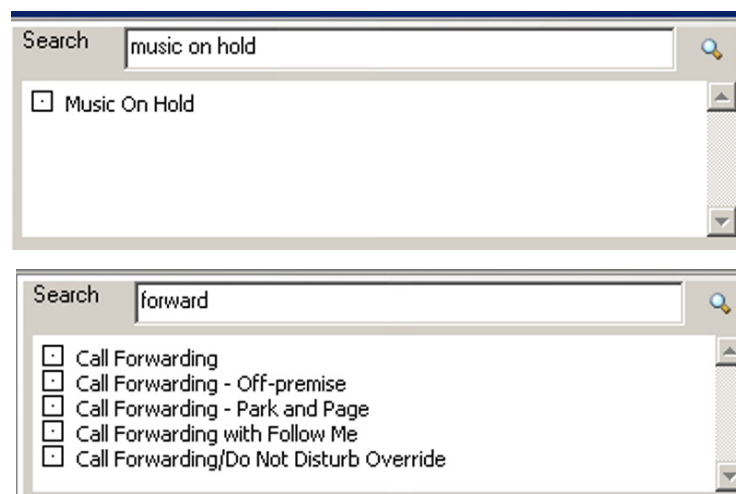 Search
music on hold
Music On Hold
Search
forward
Call Forwarding
Call Forwarding - Off-premise
Call Forwarding - Park and Page
Call Forwarding with Follow Me
Call Forwarding/Do Not Disturb Override